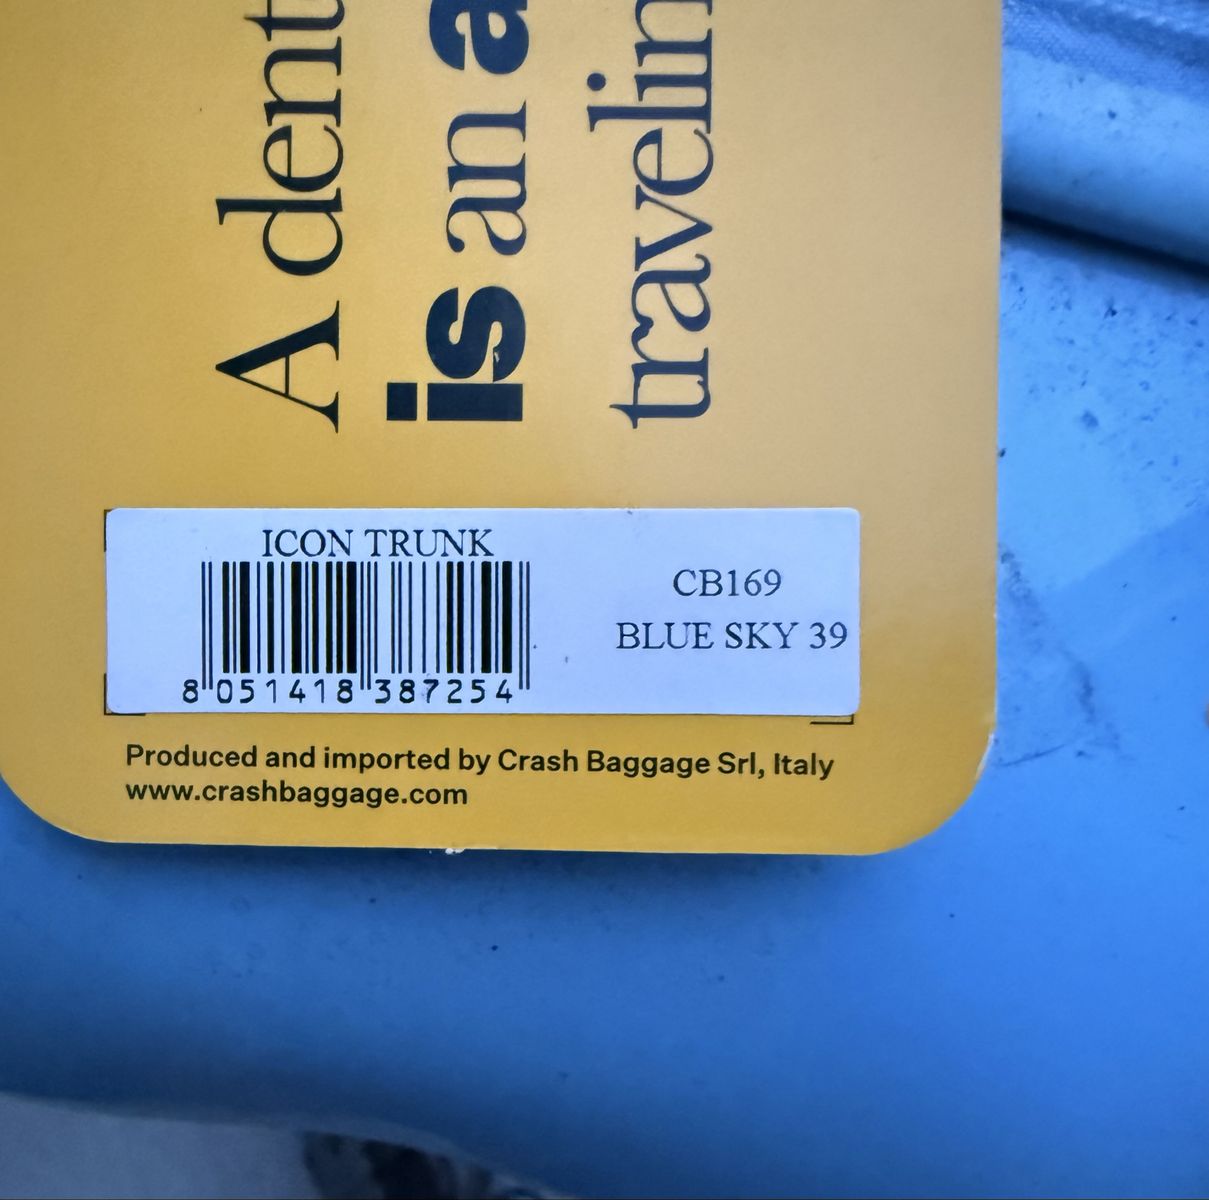 A dent
is an a
travelin
ICON TRUNK
8 051418 387254
CB169
BLUE SKY 39
Produced and imported by Crash Baggage Srl, Italy
www.crashbaggage.com